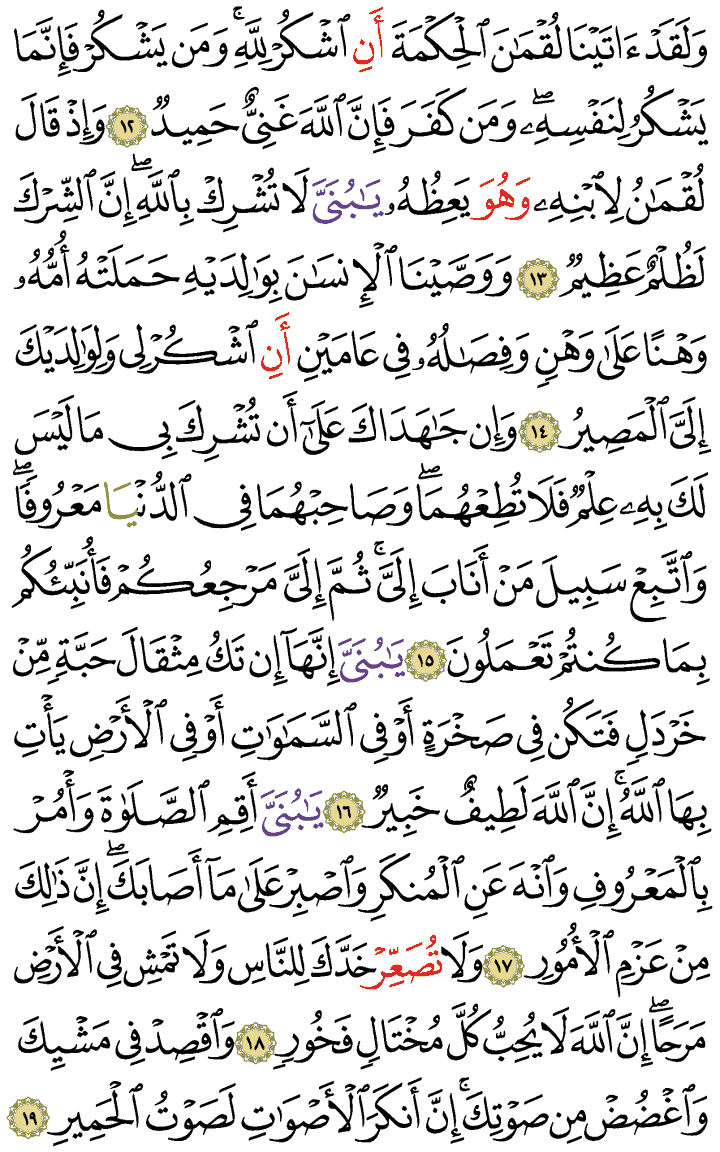 وَلَقَدْ ءَاتَيْنَا لُقْمَٰنَ ٱلْحِكْمَةَ أَنِ ٱشْكُرْ لِلَّهِۚ وَمَن يَشْكُرْ فَإِنَّمَا
يَشْكُرُ لِنَفْسِهِۦۖ وَمَن كَفَرَ فَإِنَّ ٱللَّهَ غَنِيٌّ حَمِيدٌ ١٢ وَإِذْ قَالَ
لُقْمَٰنُ لِٱبْنِهِۦ وَهُوَ يَعِظُهُۥ يَٰبُنَيَّ لَا تُشْرِكْ بِٱللَّهِۖ إِنَّ ٱلشِّرْكَ
لَظُلْمٌ عَظِيمٌ ١٣ وَوَصَّيْنَا ٱلْإِنسَٰنَ بِوَٰلِدَيْهِ حَمَلَتْهُ أُمُّهُۥ
وَهْنًا عَلَىٰ وَهْنٍ وَفِصَٰلُهُۥ فِي عَامَيْنِ أَنِ ٱشْكُرْ لِي وَلِوَٰلِدَيْكَ
إِلَيَّ ٱلْمَصِيرُ ١٤ وَإِن جَٰهَدَاكَ عَلَىٰٓ أَن تُشْرِكَ بِي مَا لَيْسَ
لَكَ بِهِۦ عِلْمٌ فَلَا تُطِعْهُمَاۖ وَصَاحِبْهُمَا فِي ٱلدُّنْيَا مَعْرُوفًاۖ
وَٱتَّبِعْ سَبِيلَ مَنْ أَنَابَ إِلَيَّۚ ثُمَّ إِلَيَّ مَرْجِعُكُمْ فَأُنَبِّئُكُم
بِمَا كُنتُمْ تَعْمَلُونَ ١٥ يَٰبُنَيَّ إِنَّهَآ إِن تَكُ مِثْقَالَ حَبَّةٍ مِّنْ
خَرْدَلٍ فَتَكُن فِي صَخْرَةٍ أَوْ فِي ٱلسَّمَٰوَٰتِ أَوْ فِي ٱلْأَرْضِ يَأْتِ
بِهَا ٱللَّهُۚ إِنَّ ٱللَّهَ لَطِيفٌ خَبِيرٌ ١٦ يَٰبُنَيَّ أَقِمِ ٱلصَّلَوٰةَ وَأْمُرْ
بِٱلْمَعْرُوفِ وَٱنْهَ عَنِ ٱلْمُنكَرِ وَٱصْبِرْ عَلَىٰ مَآ أَصَابَكَۖ إِنَّ ذَٰلِكَ
مِنْ عَزْمِ ٱلْأُمُورِ ١٧ وَلَا تُصَعِّرْ خَدَّكَ لِلنَّاسِ وَلَا تَمْشِ فِي ٱلْأَرْضِ
مَرَحًاۖ إِنَّ ٱللَّهَ لَا يُحِبُّ كُلَّ مُخْتَالٍ فَخُورٍ ١٨ وَٱقْصِدْ فِي مَشْيِكَ
وَٱغْضُضْ مِن صَوْتِكَۚ إِنَّ أَنكَرَ ٱلْأَصْوَٰتِ لَصَوْتُ ٱلْحَمِيرِ ١٩